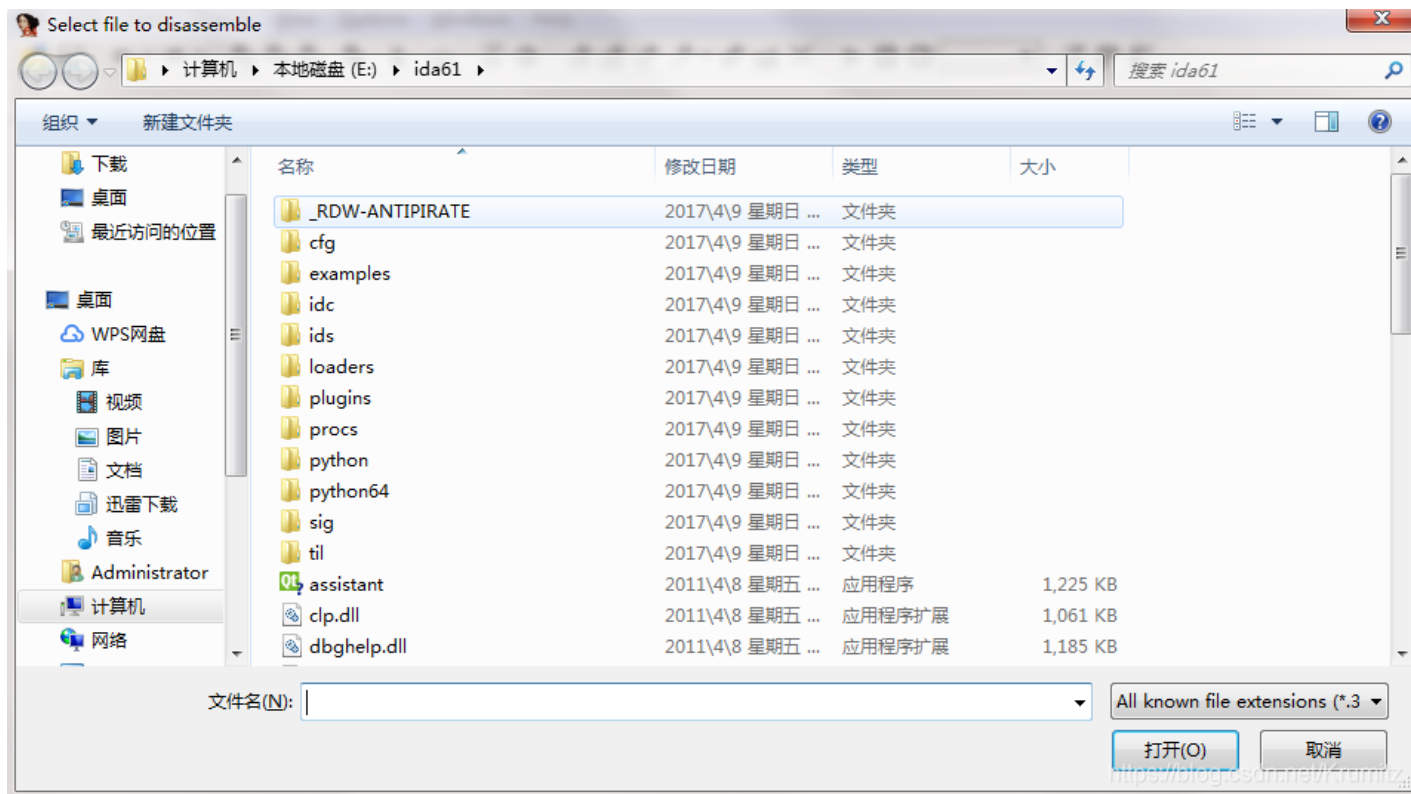 Select file to disassemble
计算机 本地磁盘 (E:) ida61 搜索 ida61
组织 新建文件夹
下载
桌面
最近访问的位置
桌面
WPS网盘
库
视频
图片
文档
迅雷下载
音乐
Administrator
计算机
网络
名称 修改日期 类型 大小
_RDW-ANTIPIRATE 2017\4\9 星期日 ... 文件夹
cfg 2017\4\9 星期日 ... 文件夹
examples 2017\4\9 星期日 ... 文件夹
idc 2017\4\9 星期日 ... 文件夹
ids 2017\4\9 星期日 ... 文件夹
loaders 2017\4\9 星期日 ... 文件夹
plugins 2017\4\9 星期日 ... 文件夹
procs 2017\4\9 星期日 ... 文件夹
python 2017\4\9 星期日 ... 文件夹
python64 2017\4\9 星期日 ... 文件夹
sig 2017\4\9 星期日 ... 文件夹
til 2017\4\9 星期日 ... 文件夹
assistant 2011\4\8 星期五 ... 应用程序 1,225 KB
clp.dll 2011\4\8 星期五 ... 应用程序扩展 1,061 KB
dbghelp.dll 2011\4\8 星期五 ... 应用程序扩展 1,185 KB
文件名(N): All known file extensions (*.3
打开(O) 取消
https://blog.csdn.net/Krumitz